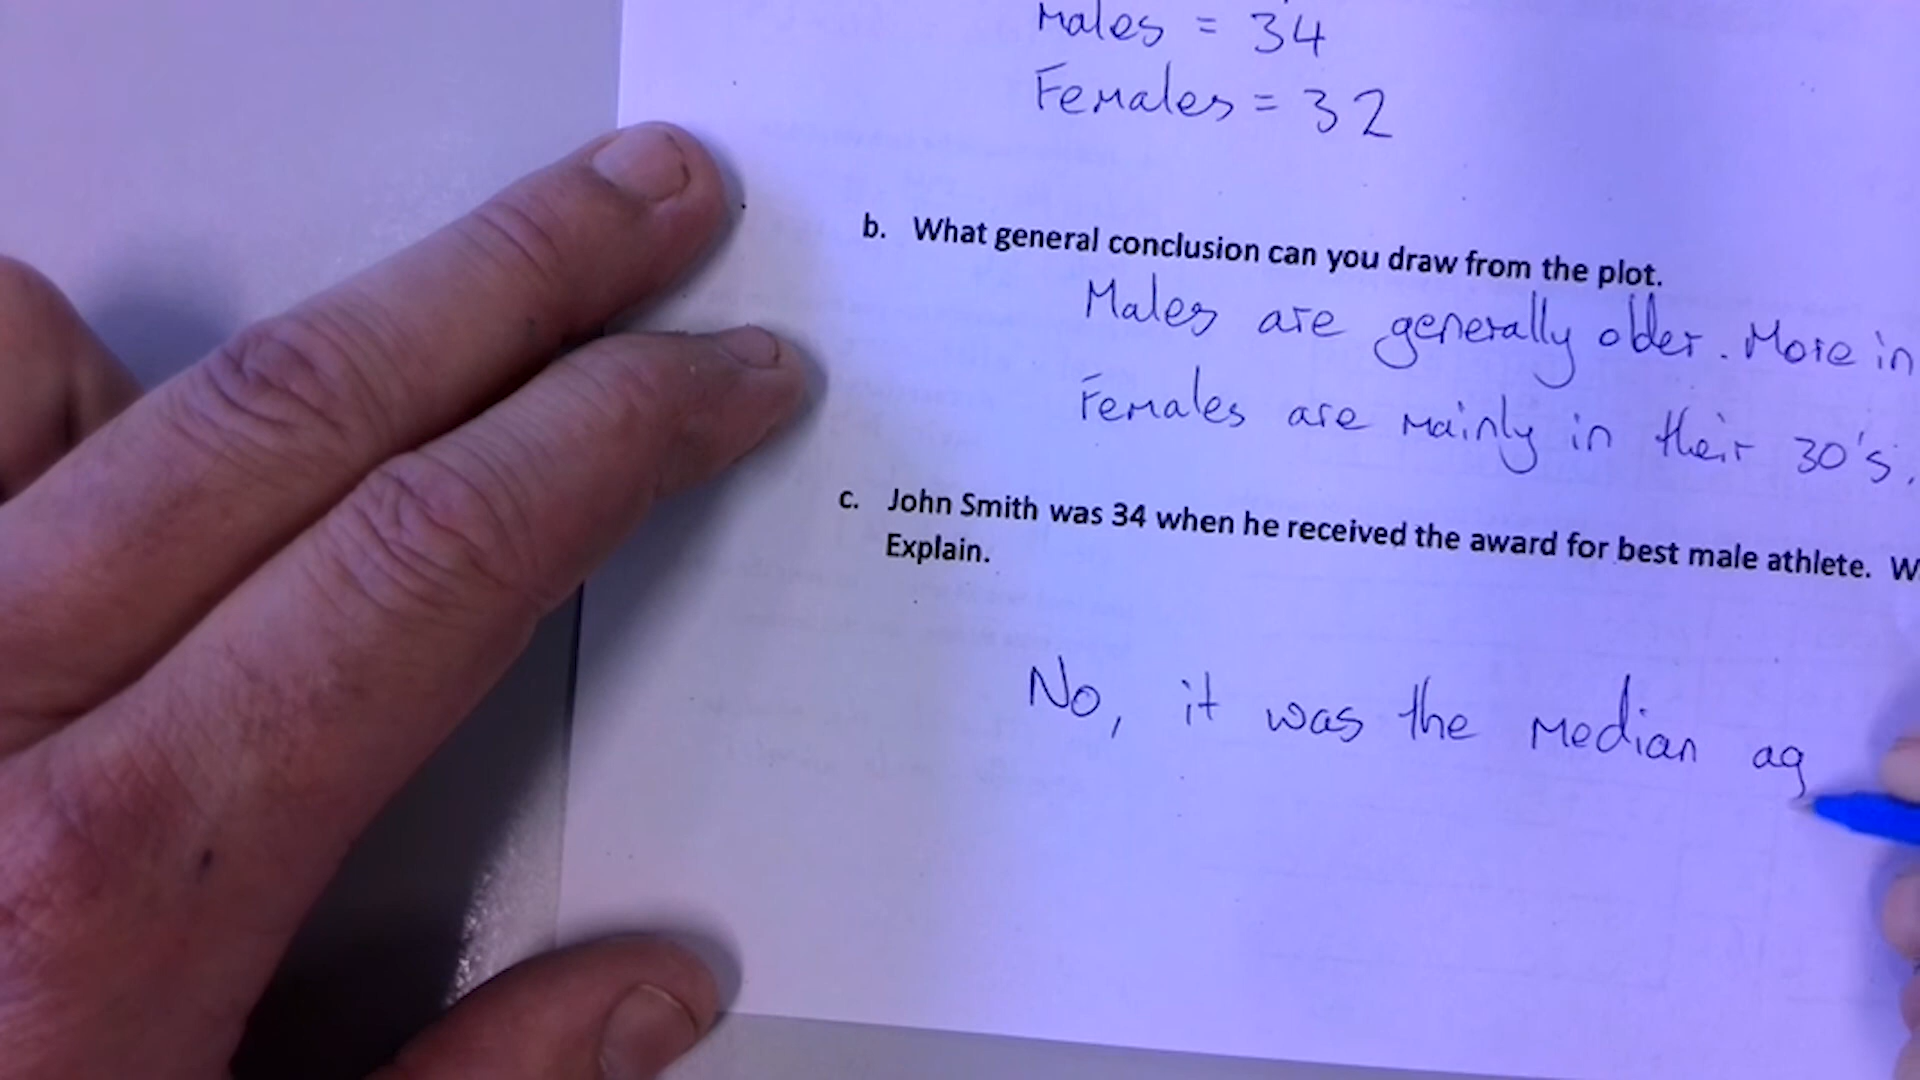 Males = 34
Females = 32
b. What general conclusion can you draw from the plot.
Males are generally older. More in
Females are mainly in their 30's.
c. John Smith was 34 when he received the award for best male athlete. W
Explain.
No, it was the median ag